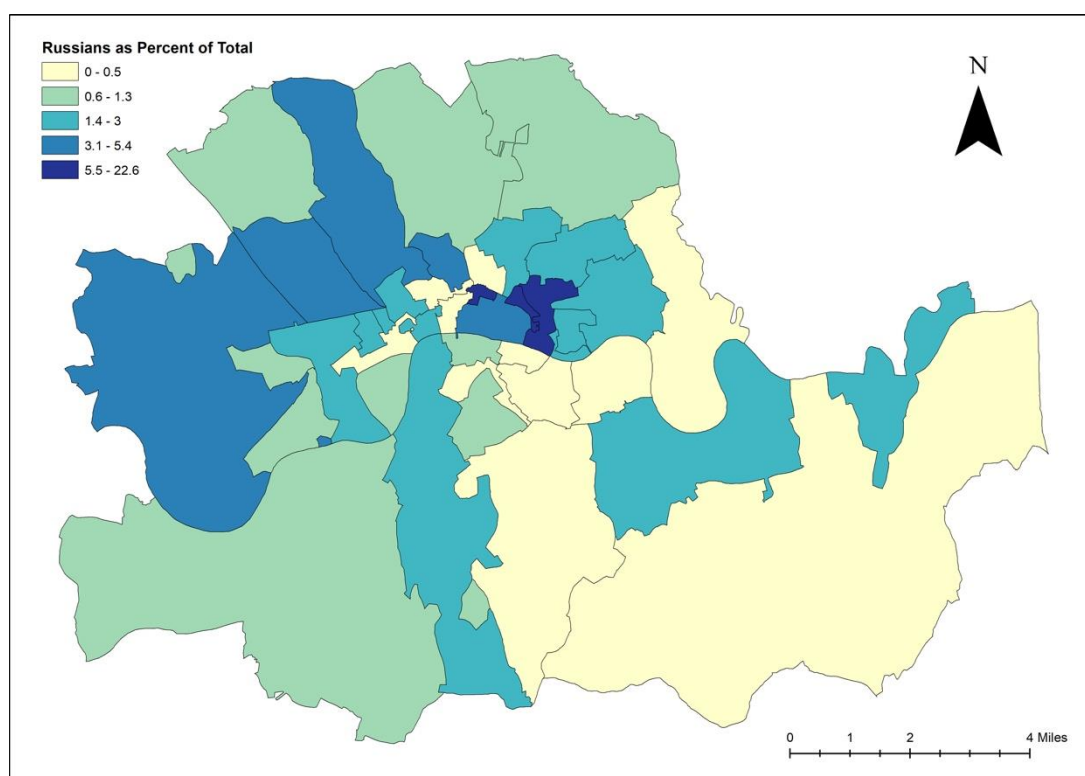 Russians as Percent of Total
0 - 0.5
0.6 - 1.3
1.4 - 3
3.1 - 5.4
5.5 - 22.6
N
0 1 2 4 Miles